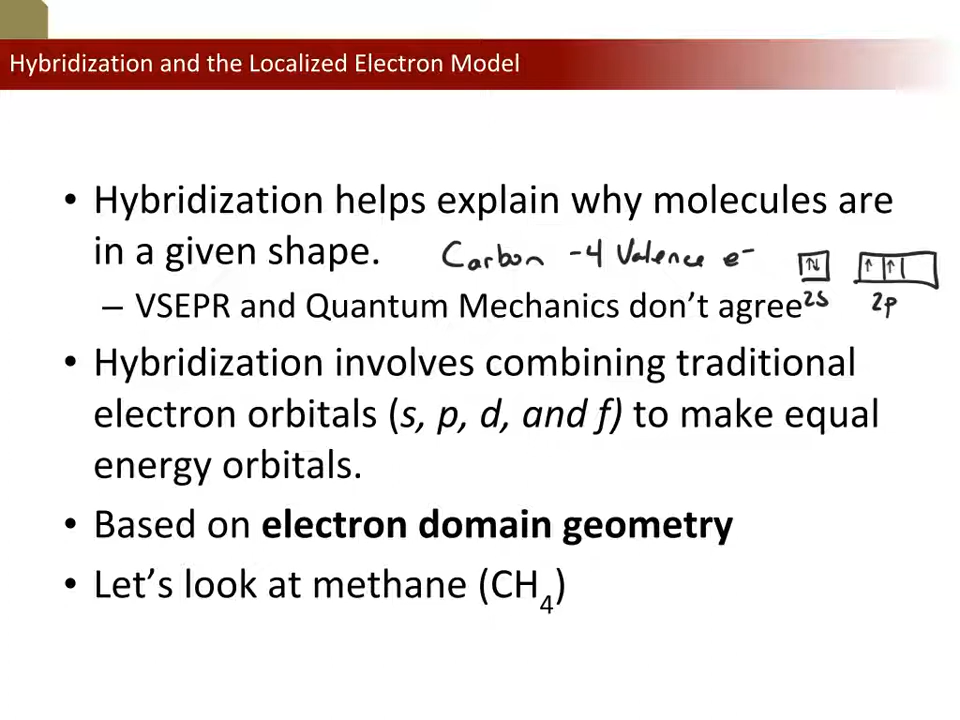 Hybridization and the Localized Electron Model
• Hybridization helps explain why molecules are
in a given shape. Carbon -4 Valence e⁻
– VSEPR and Quantum Mechanics don't agree 2s 2p
• Hybridization involves combining traditional
electron orbitals (s, p, d, and f) to make equal
energy orbitals.
• Based on electron domain geometry
• Let's look at methane (CH₄)